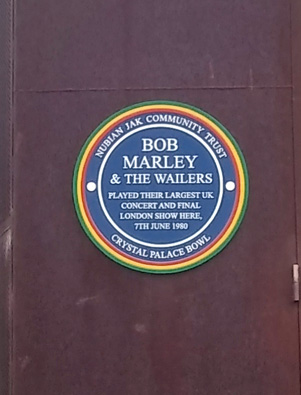 NUBIAN JAK COMMUNITY TRUST
BOB
MARLEY
& THE WAILERS
PLAYED THEIR LARGEST UK
CONCERT AND FINAL
LONDON SHOW HERE,
7TH JUNE 1980
CRYSTAL PALACE BOWL